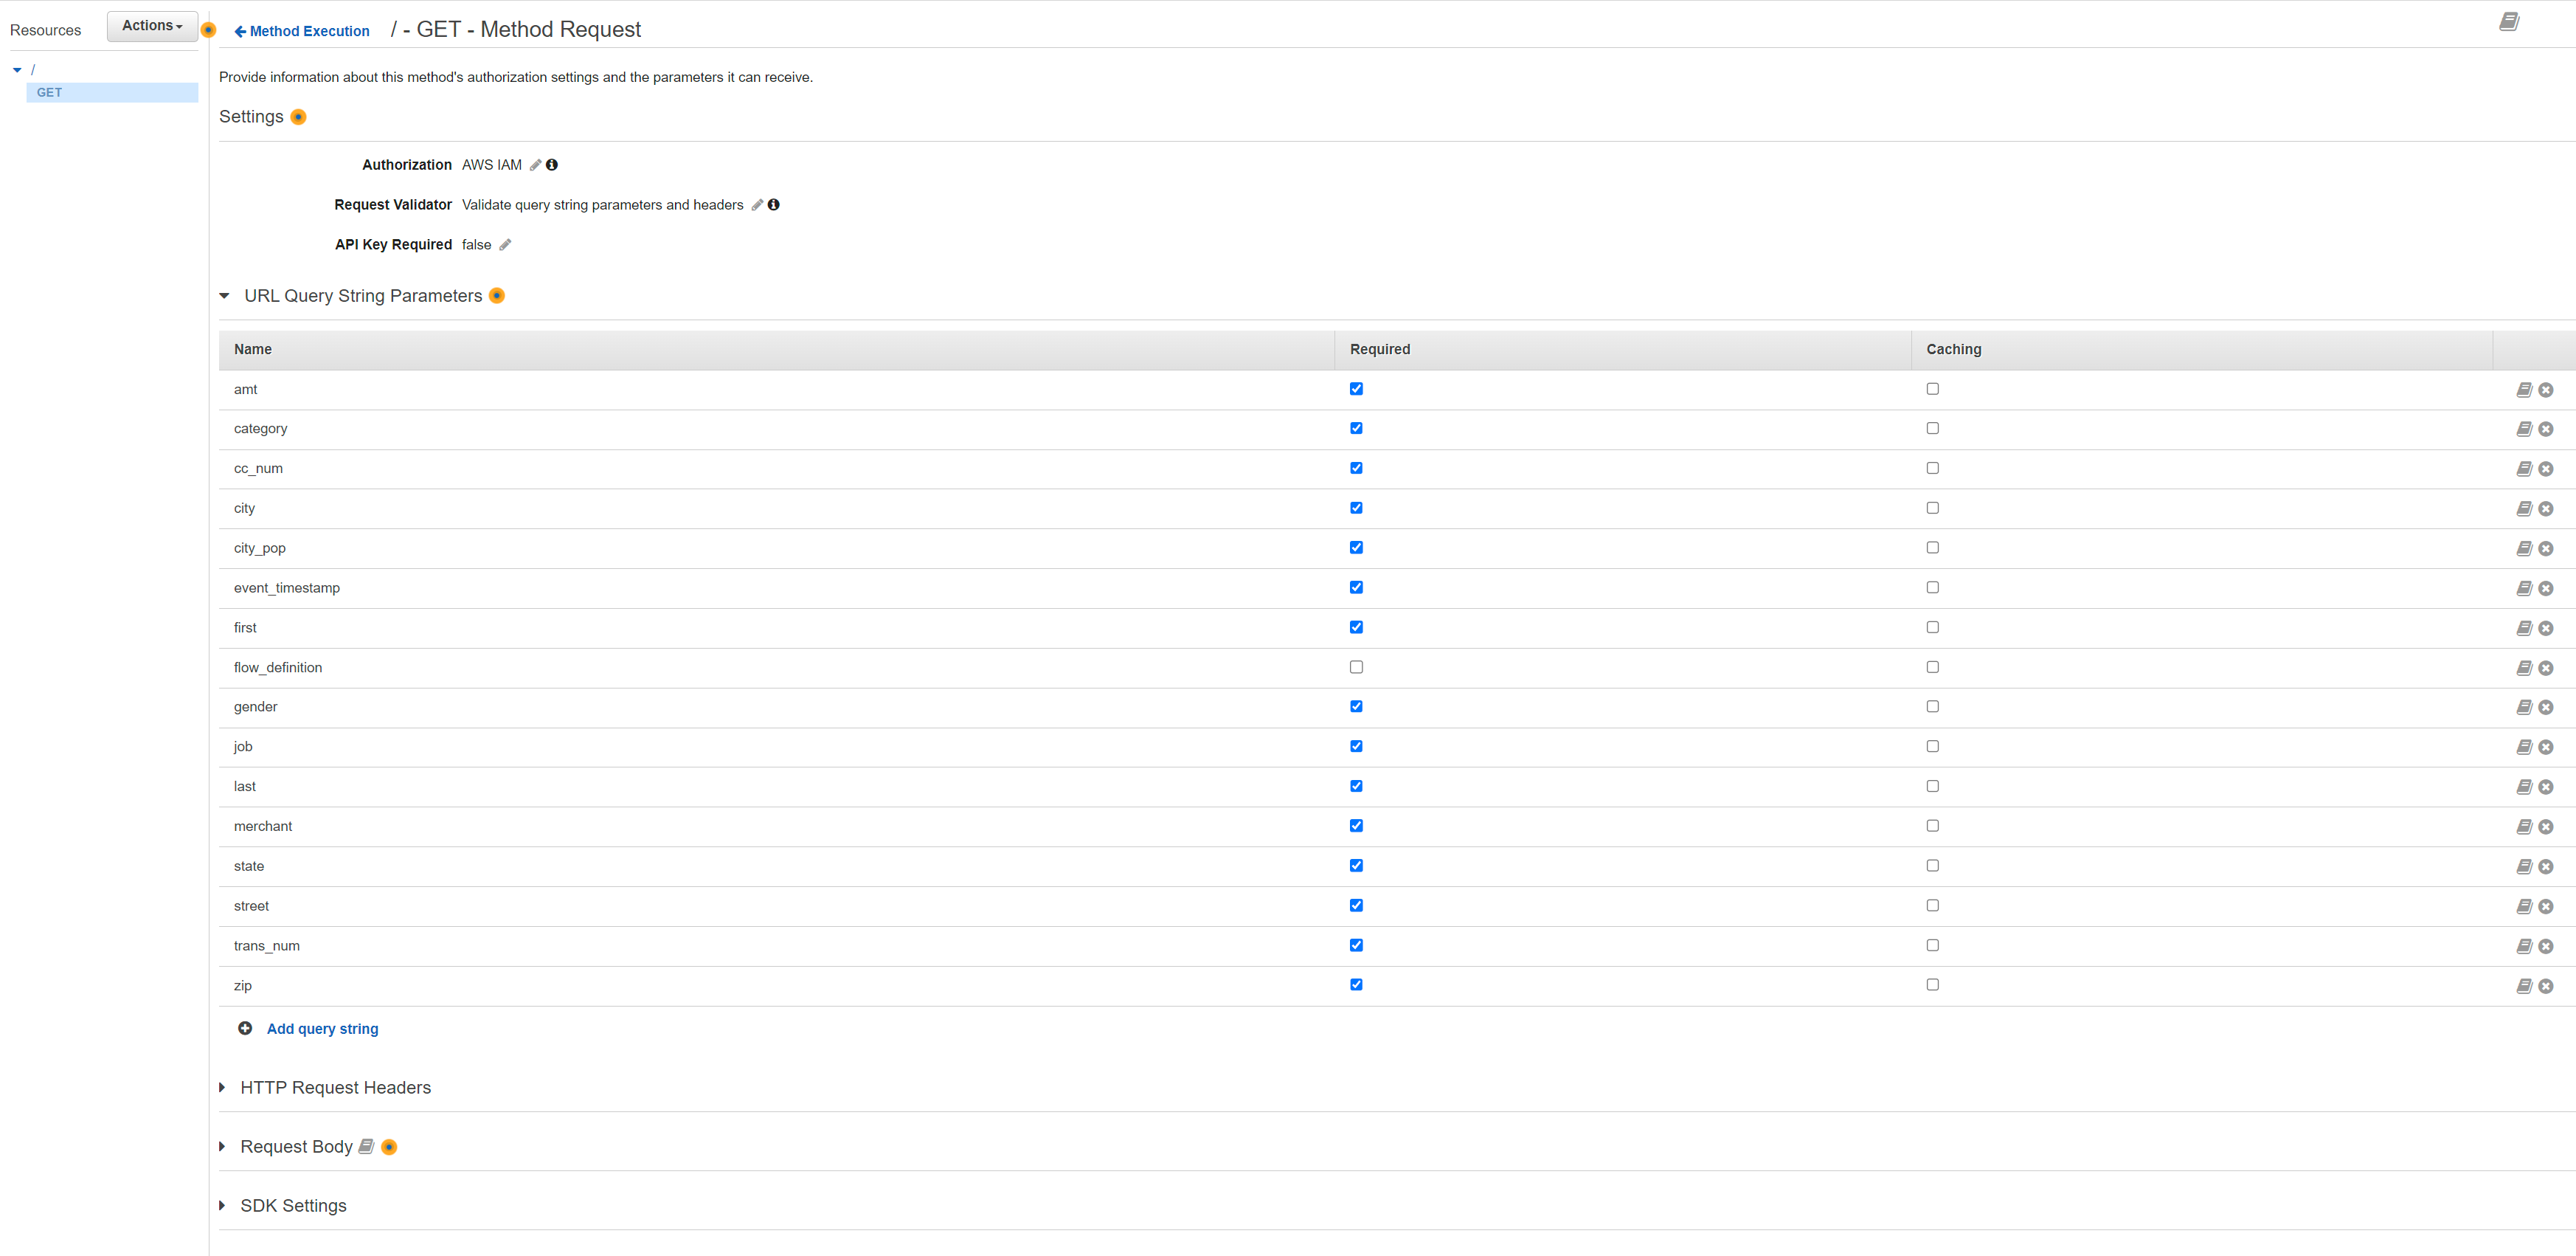 Resources
Actions
Method Execution / - GET - Method Request
/
GET
Provide information about this method's authorization settings and the parameters it can receive.
Settings
Authorization AWS IAM
Request Validator Validate query string parameters and headers
API Key Required false
URL Query String Parameters
Name Required Caching
amt
category
cc_num
city
city_pop
event_timestamp
first
flow_definition
gender
job
last
merchant
state
street
trans_num
zip
Add query string
HTTP Request Headers
Request Body
SDK Settings